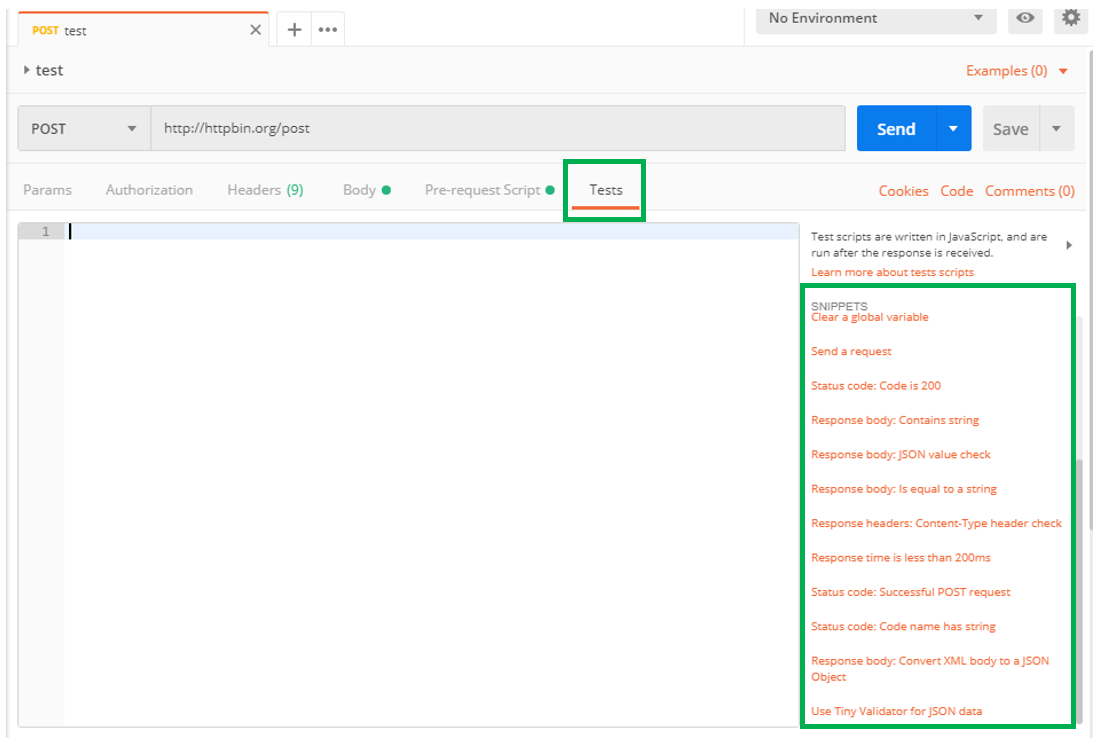 POST test
No Environment
test
Examples (0)
POST
http://httpbin.org/post
Send
Save
Params Authorization Headers (9) Body Pre-request Script Tests
Cookies Code Comments (0)
1
Test scripts are written in JavaScript, and are
run after the response is received.
Learn more about tests scripts
SNIPPETS
Clear a global variable
Send a request
Status code: Code is 200
Response body: Contains string
Response body: JSON value check
Response body: Is equal to a string
Response headers: Content-Type header check
Response time is less than 200ms
Status code: Successful POST request
Status code: Code name has string
Response body: Convert XML body to a JSON
Object
Use Tiny Validator for JSON data